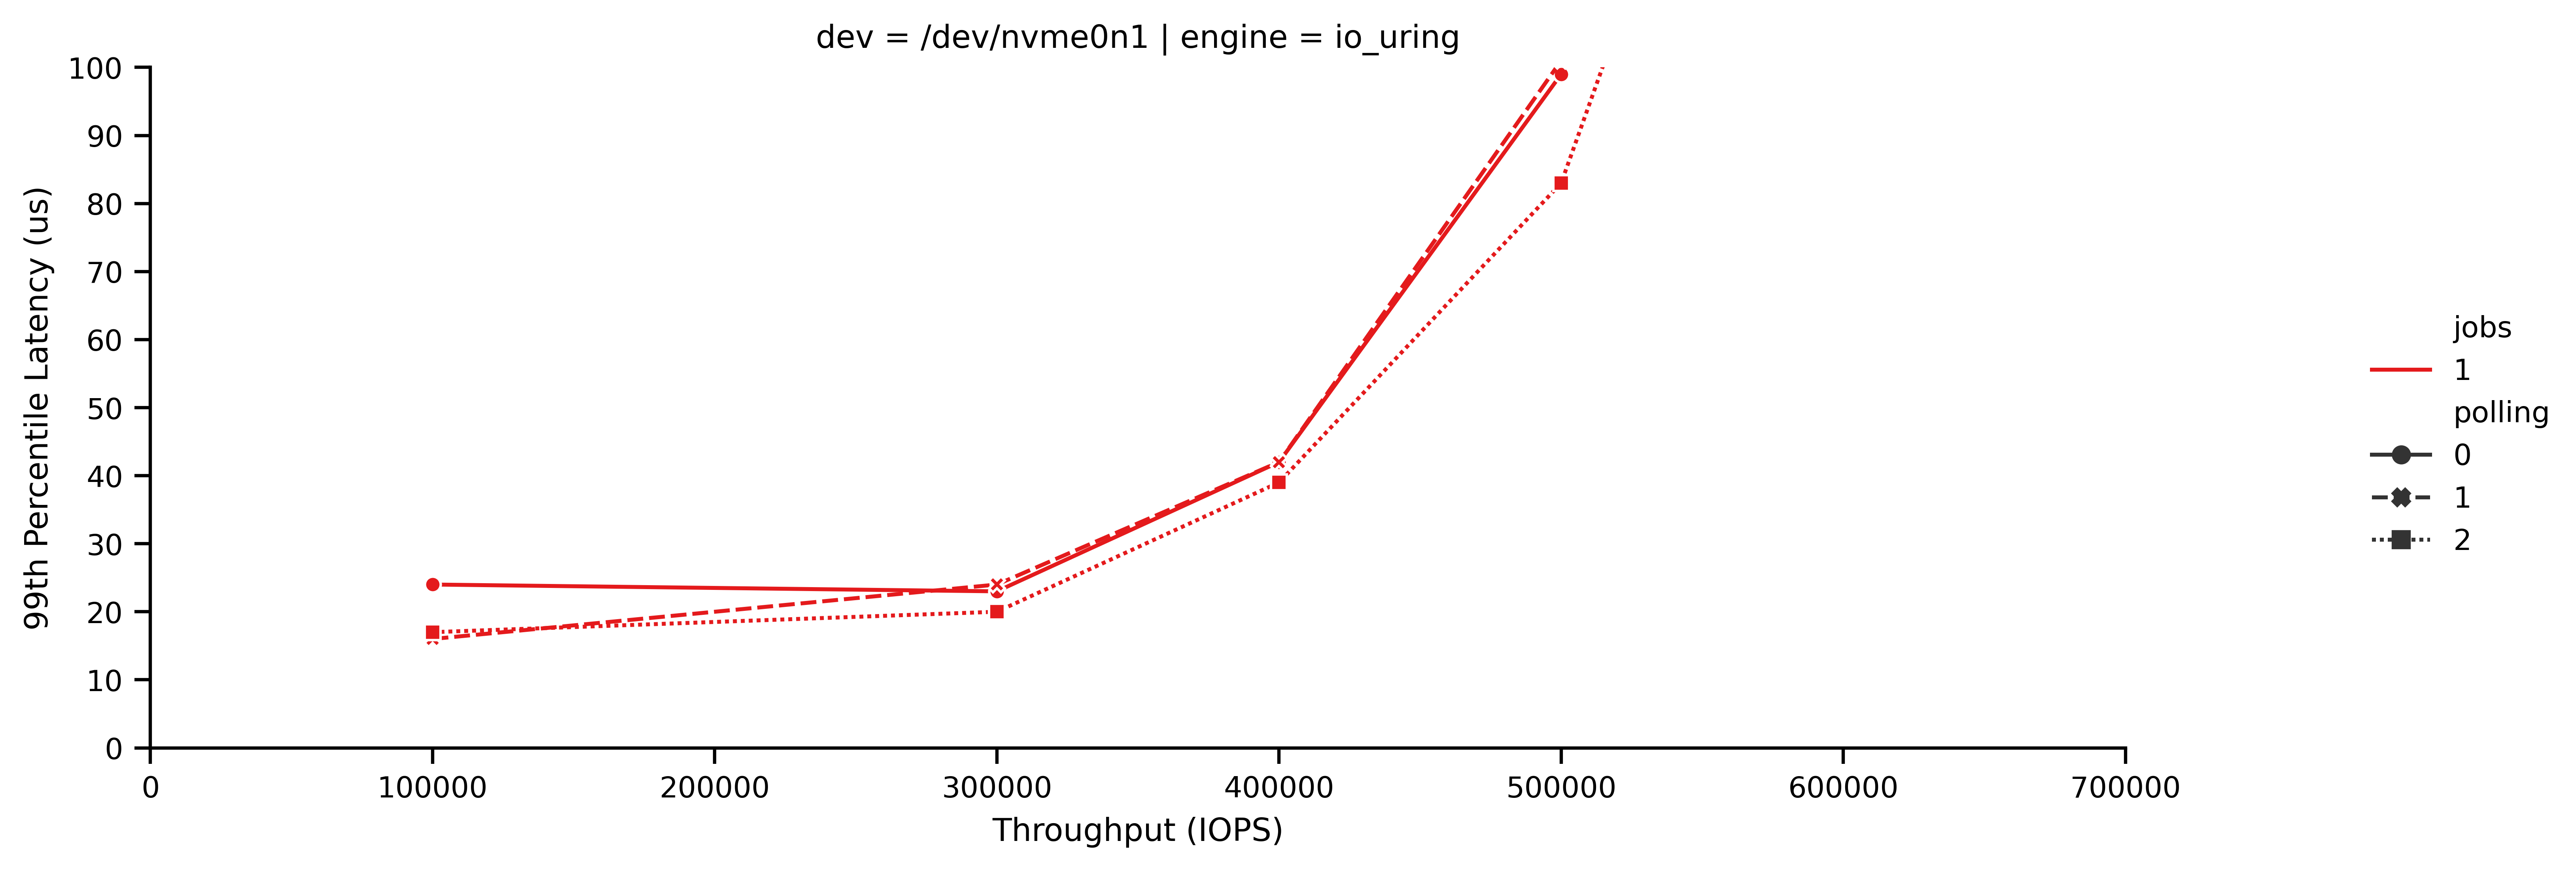 dev = /dev/nvme0n1 | engine = io_uring
99th Percentile Latency (us)
100
90
80
70
60
50
40
30
20
10
0
0 100000 200000 300000 400000 500000 600000 700000
Throughput (IOPS)
jobs
1
polling
0
1
2